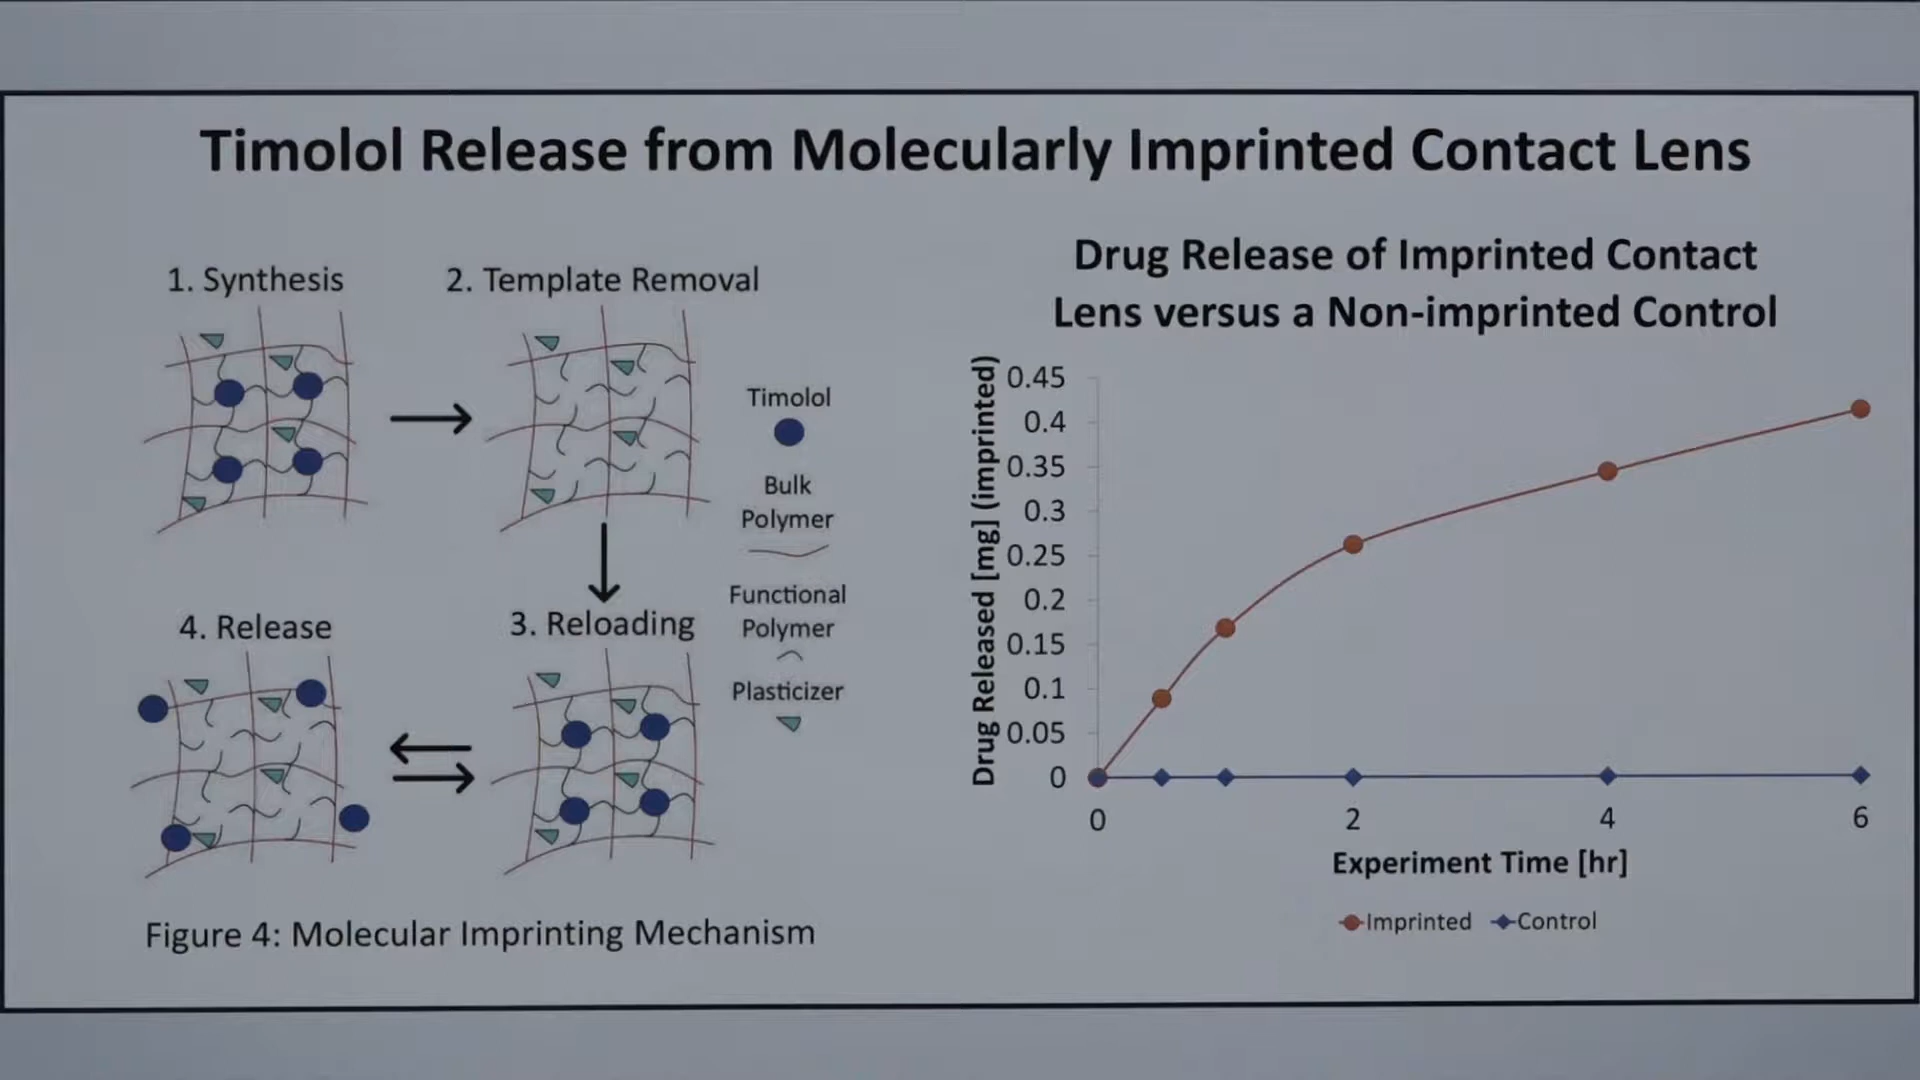 Timolol Release from Molecularly Imprinted Contact Lens
1. Synthesis
2. Template Removal
Timolol
Bulk
Polymer
Functional
Polymer
Plasticizer
4. Release
3. Reloading
Figure 4: Molecular Imprinting Mechanism
Drug Release of Imprinted Contact
Lens versus a Non-imprinted Control
Drug Released [mg] (imprinted)
0.45
0.4
0.35
0.3
0.25
0.2
0.15
0.1
0.05
0
0 2 4 6
Experiment Time [hr]
Imprinted Control